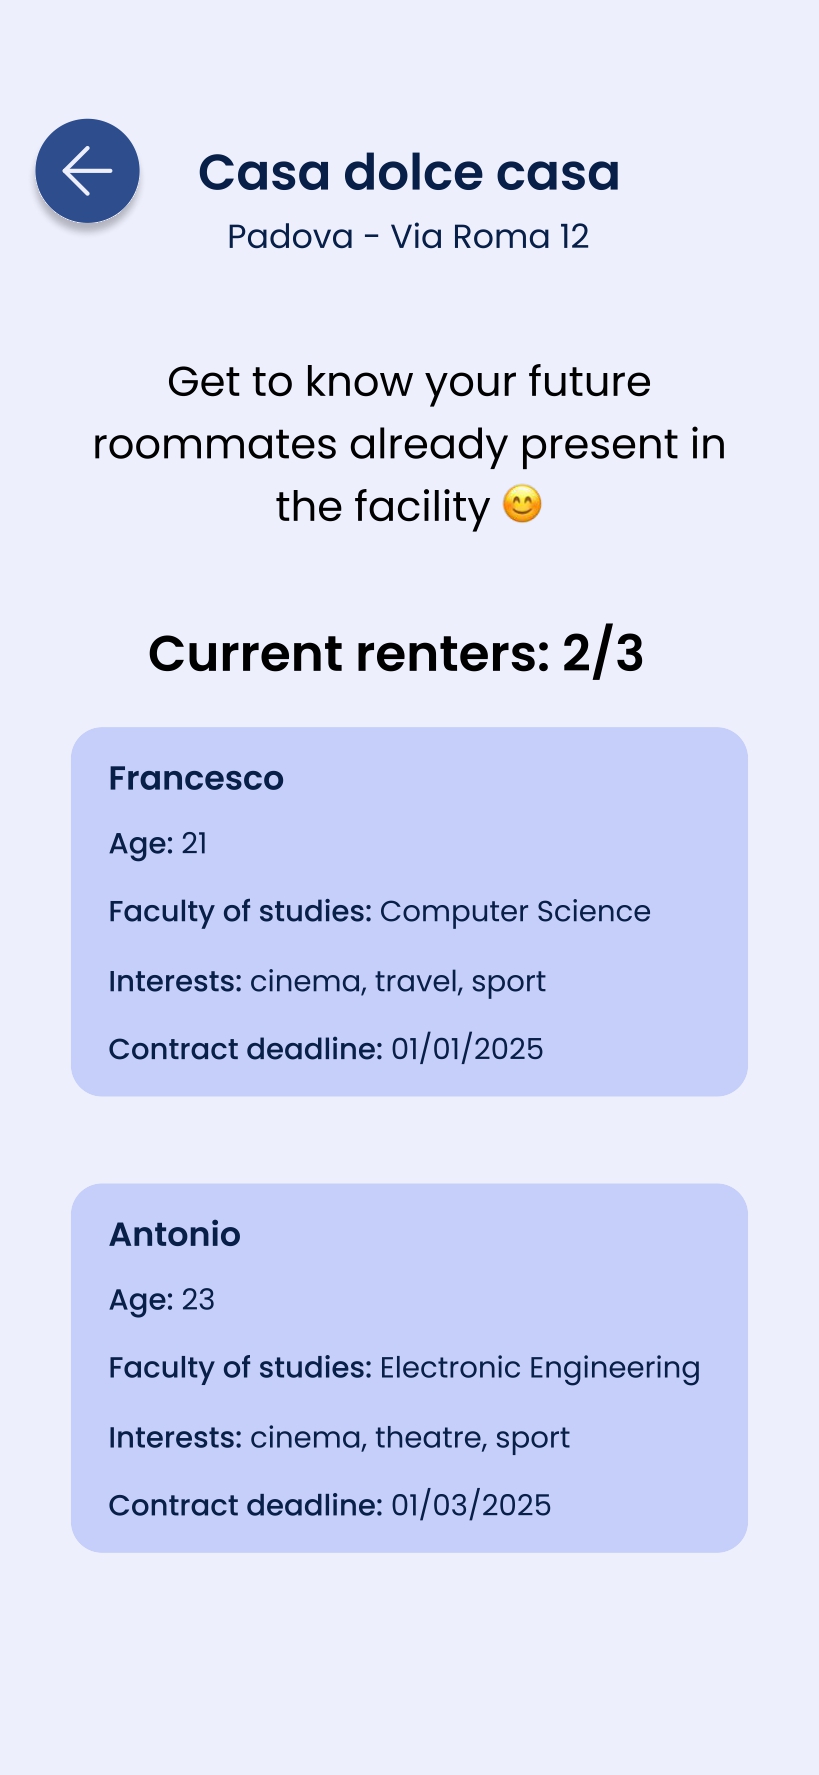 Casa dolce casa
Padova - Via Roma 12
Get to know your future
roommates already present in
the facility 😊
Current renters: 2/3
Francesco
Age: 21
Faculty of studies: Computer Science
Interests: cinema, travel, sport
Contract deadline: 01/01/2025
Antonio
Age: 23
Faculty of studies: Electronic Engineering
Interests: cinema, theatre, sport
Contract deadline: 01/03/2025